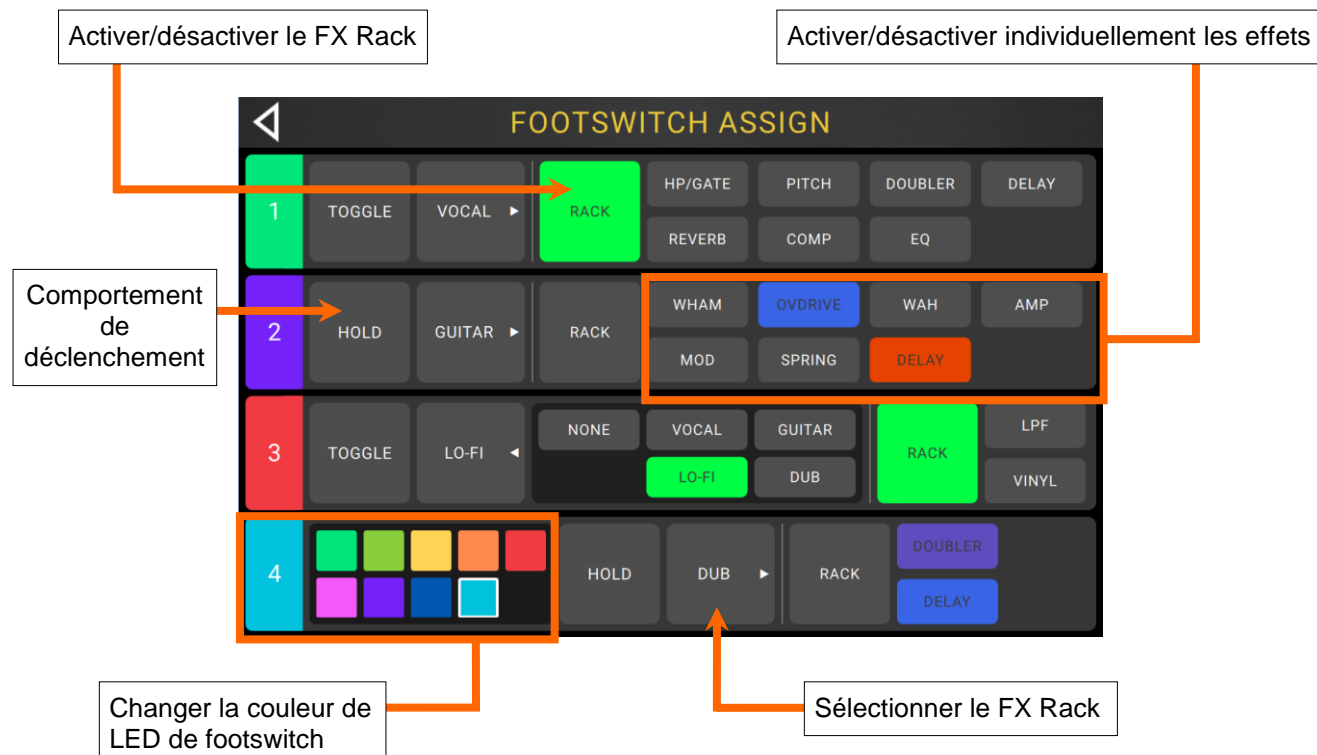 Activer/désactiver le FX Rack
Activer/désactiver individuellement les effets
FOOTSWITCH ASSIGN
1 TOGGLE VOCAL RACK HP/GATE PITCH DOUBLER DELAY
REVERB COMP EQ
Comportement
de
déclenchement
2 HOLD GUITAR RACK WHAM OVDRIVE WAH AMP
MOD SPRING DELAY
3 TOGGLE LO-FI NONE VOCAL GUITAR RACK LPF
LO-FI DUB VINYL
4 HOLD DUB RACK DOUBLER
DELAY
Changer la couleur de
LED de footswitch
Sélectionner le FX Rack